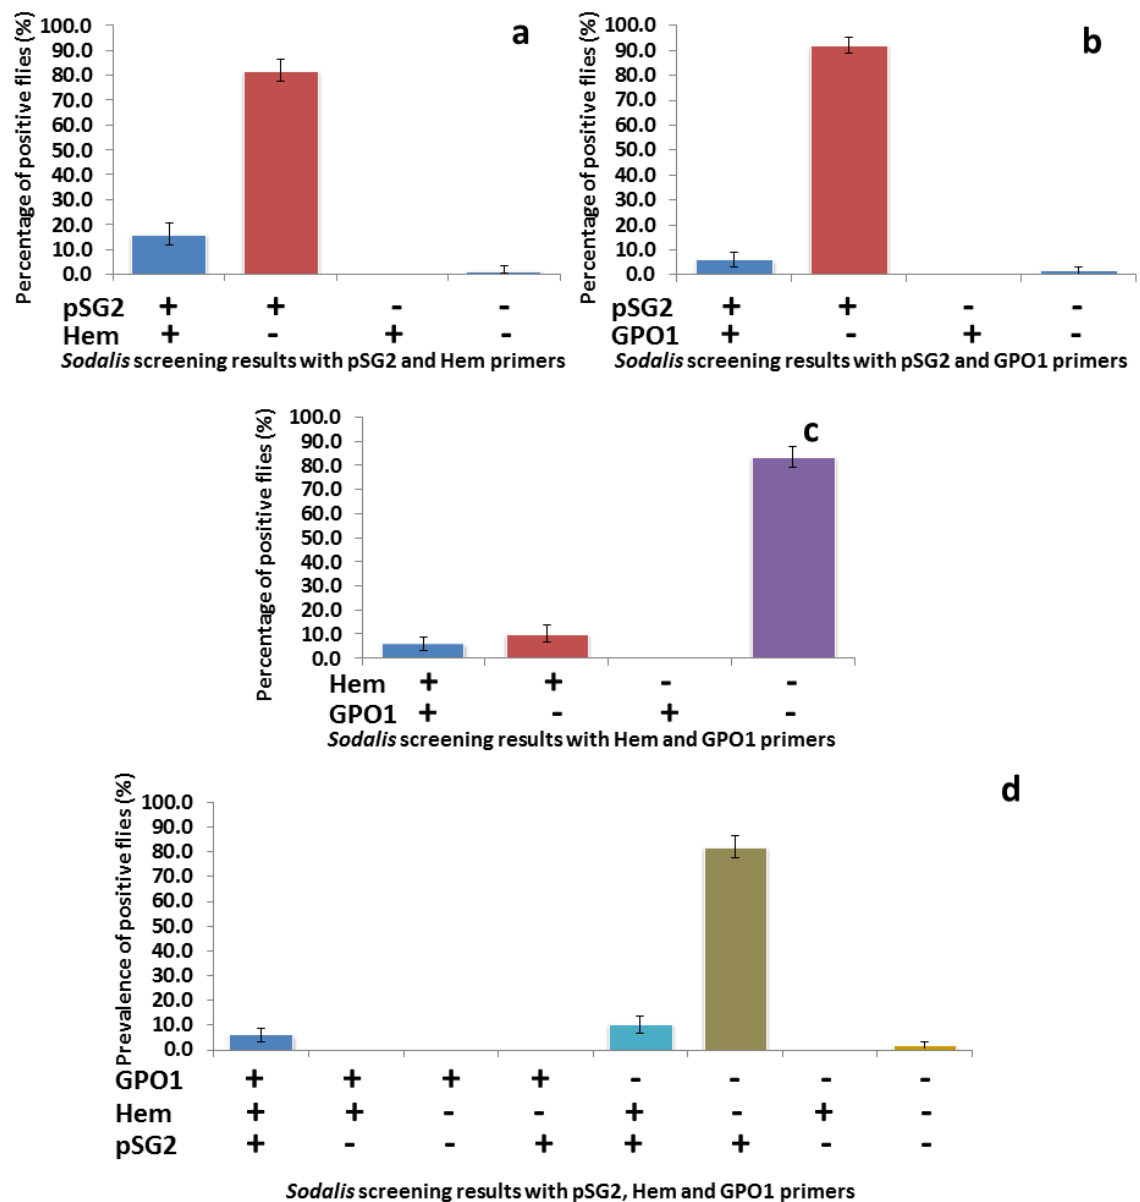 a
Percentage of positive flies (%)
100.0
90.0
80.0
70.0
60.0
50.0
40.0
30.0
20.0
10.0
0.0
pSG2 + + - -
Hem + - + -
Sodalis screening results with pSG2 and Hem primers
b
Percentage of positive flies (%)
100.0
90.0
80.0
70.0
60.0
50.0
40.0
30.0
20.0
10.0
0.0
pSG2 + + - -
GPO1 + - + -
Sodalis screening results with pSG2 and GPO1 primers
c
Percentage of positive flies (%)
100.0
90.0
80.0
70.0
60.0
50.0
40.0
30.0
20.0
10.0
0.0
Hem + + - -
GPO1 + - + -
Sodalis screening results with Hem and GPO1 primers
d
Prevalence of positive flies (%)
100.0
90.0
80.0
70.0
60.0
50.0
40.0
30.0
20.0
10.0
0.0
GPO1 + + + + - - - -
Hem + + - - + - + -
pSG2 + - - + + + - -
Sodalis screening results with pSG2, Hem and GPO1 primers